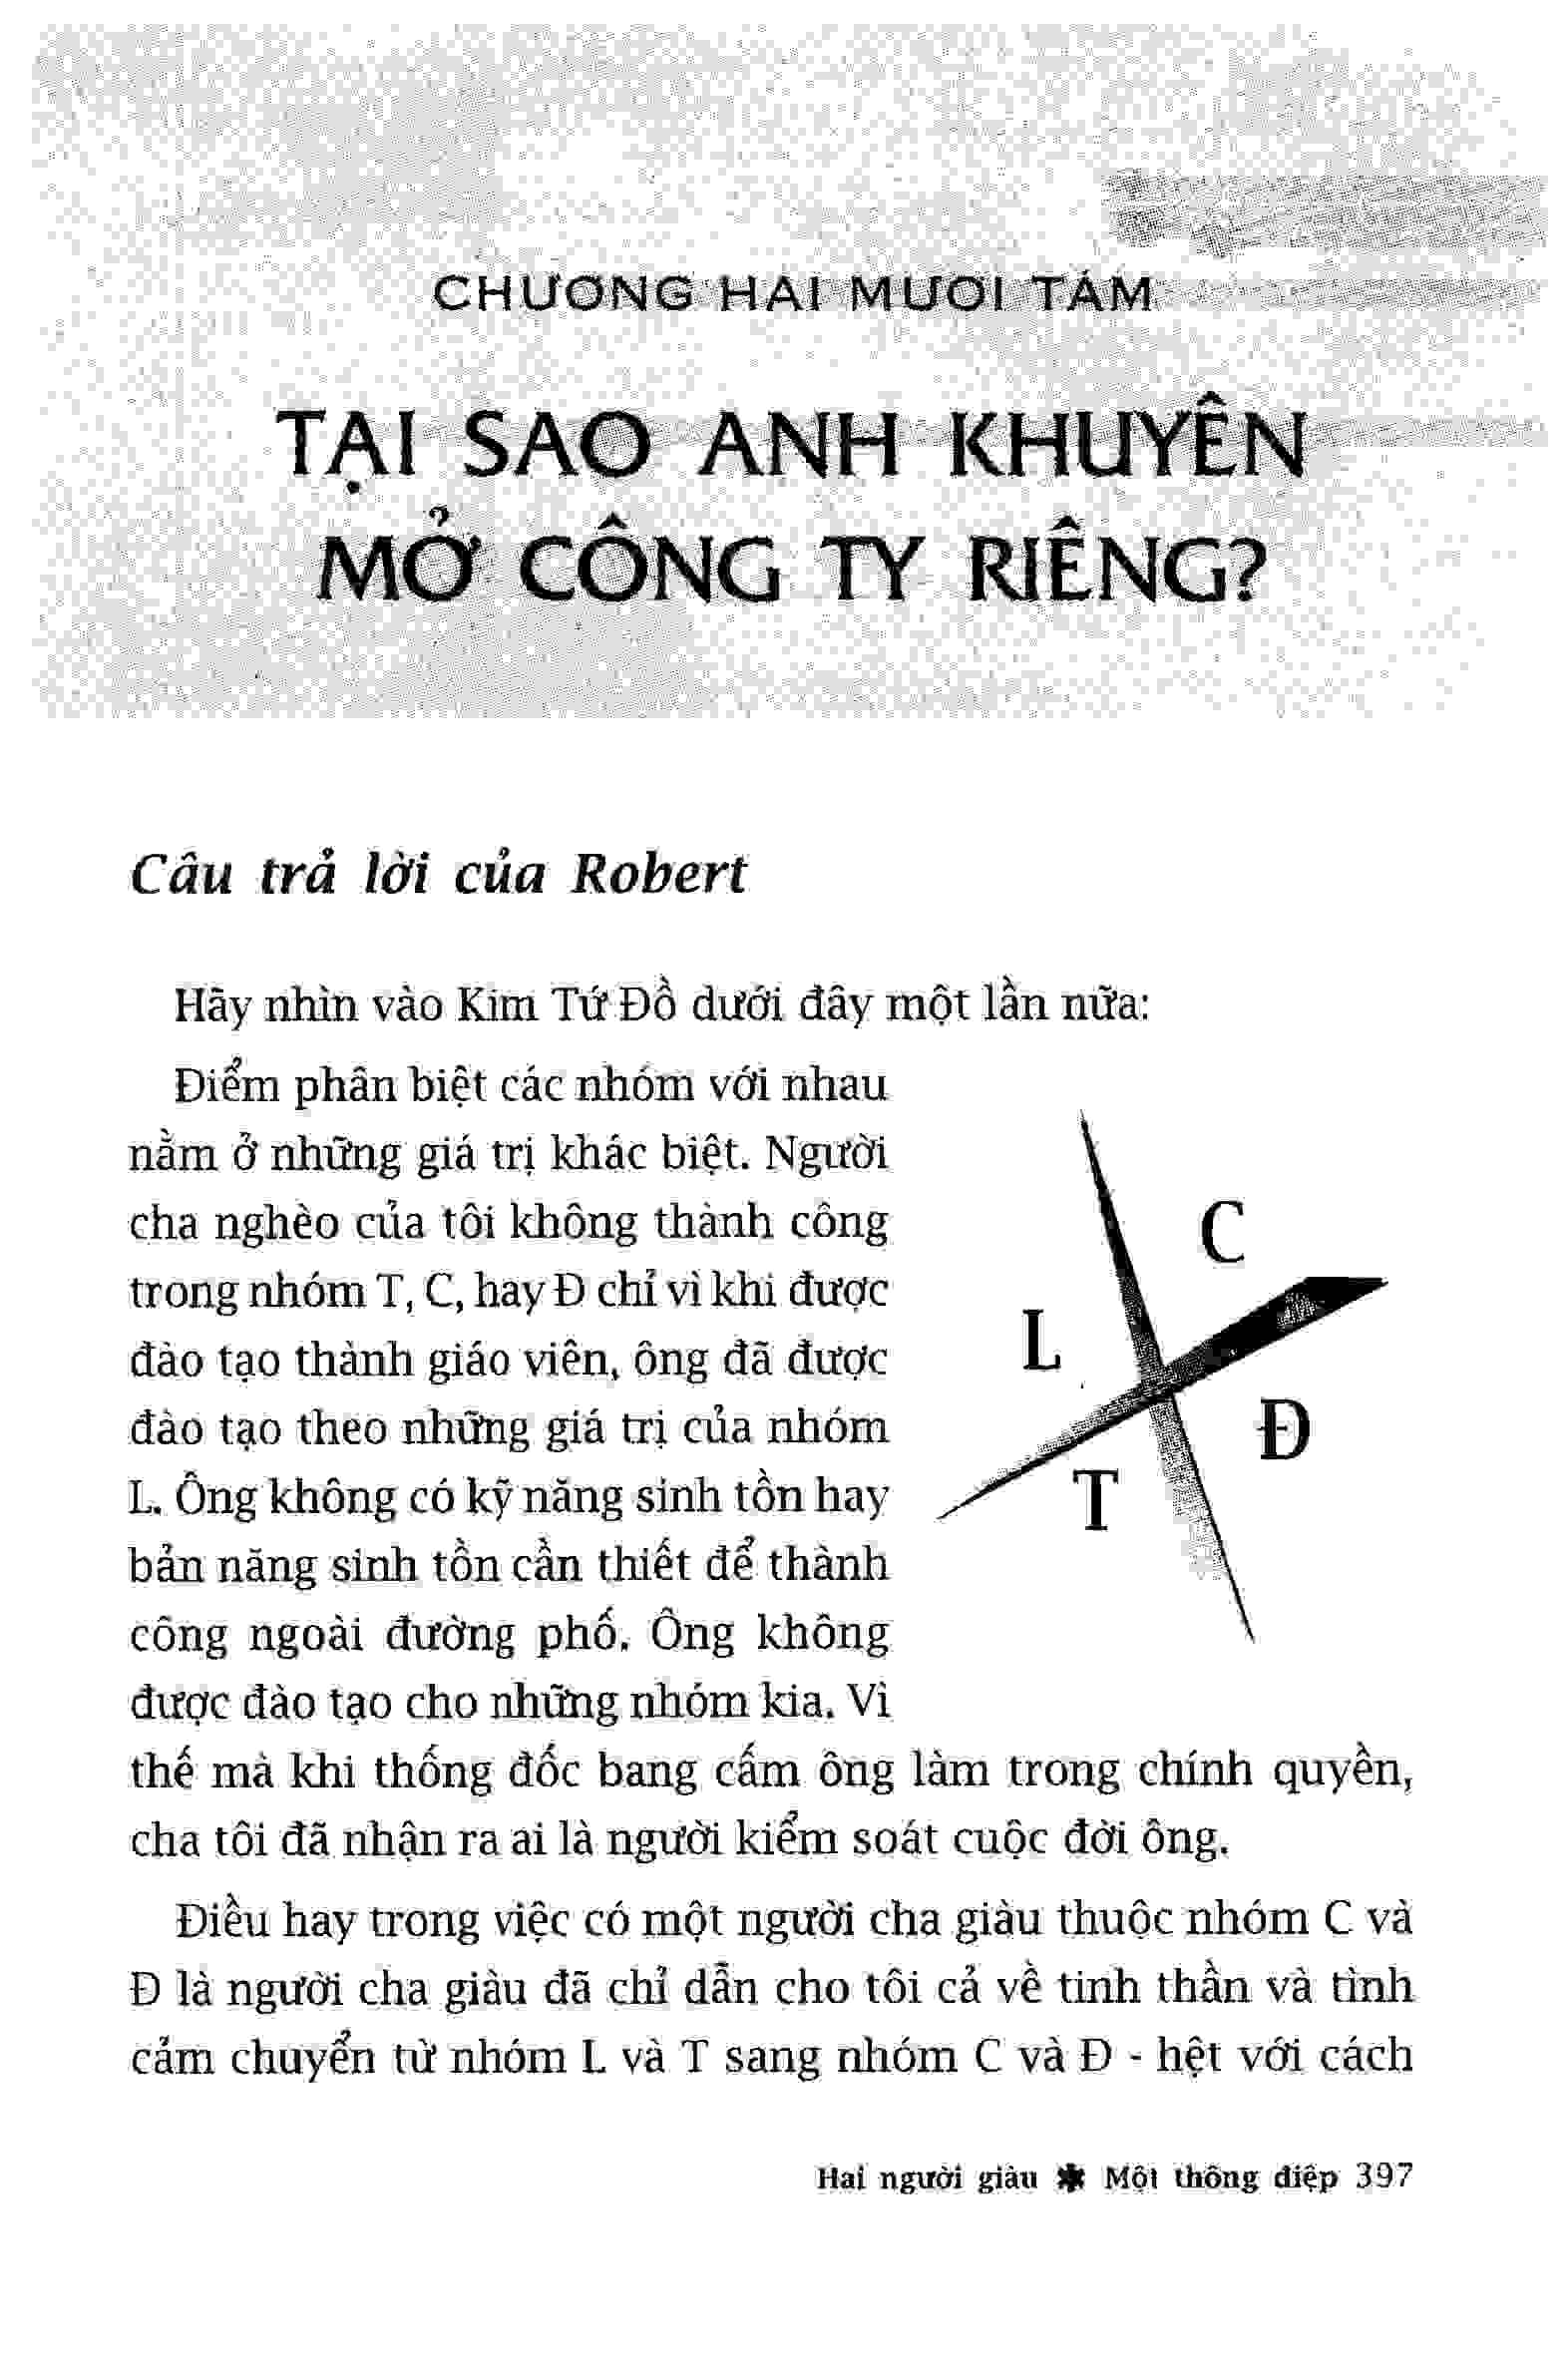 CHƯƠNG HAI MƯƠI TÁM
TẠI SAO ANH KHUYÊN
MỞ CÔNG TY RIÊNG?
Câu trả lời của Robert
Hãy nhìn vào Kim Tứ Đồ dưới đây một lần nữa:
Điểm phân biệt các nhóm với nhau
nằm ở những giá trị khác biệt. Người
cha nghèo của tôi không thành công
trong nhóm T, C, hay Đ chỉ vì khi được
đào tạo thành giáo viên, ông đã được
đào tạo theo những giá trị của nhóm
L. Ông không có kỹ năng sinh tồn hay
bản năng sinh tồn cần thiết để thành
công ngoài đường phố. Ông không
được đào tạo cho những nhóm kia. Vì
thế mà khi thống đốc bang cấm ông làm trong chính quyền,
cha tôi đã nhận ra ai là người kiểm soát cuộc đời ông.
C
L
Đ
T
Điều hay trong việc có một người cha giàu thuộc nhóm C và
Đ là người cha giàu đã chỉ dẫn cho tôi cả về tinh thần và tình
cảm chuyển từ nhóm L và T sang nhóm C và Đ - hệt với cách
Hai người giàu ✱ Một thông điệp 397